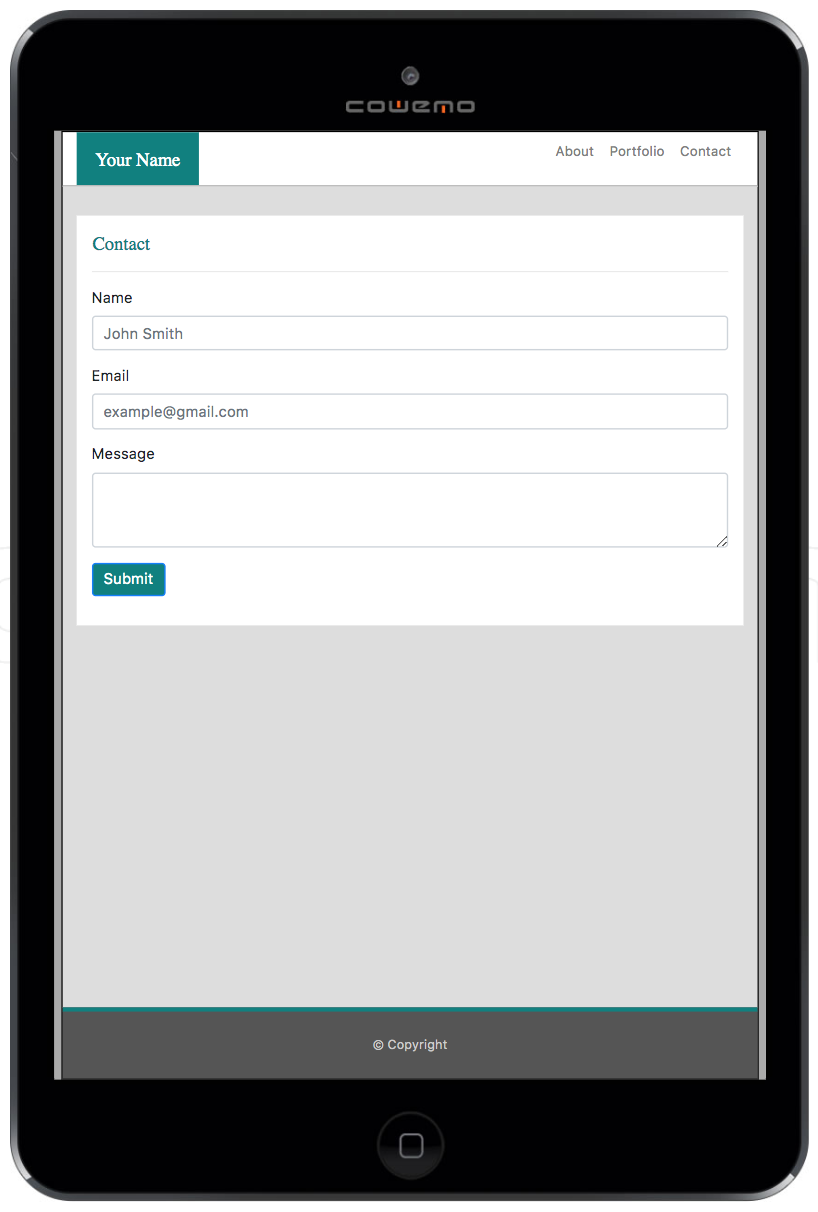 cowemo
Your Name
About Portfolio Contact
Contact
Name
John Smith
Email
example@gmail.com
Message
Submit
© Copyright